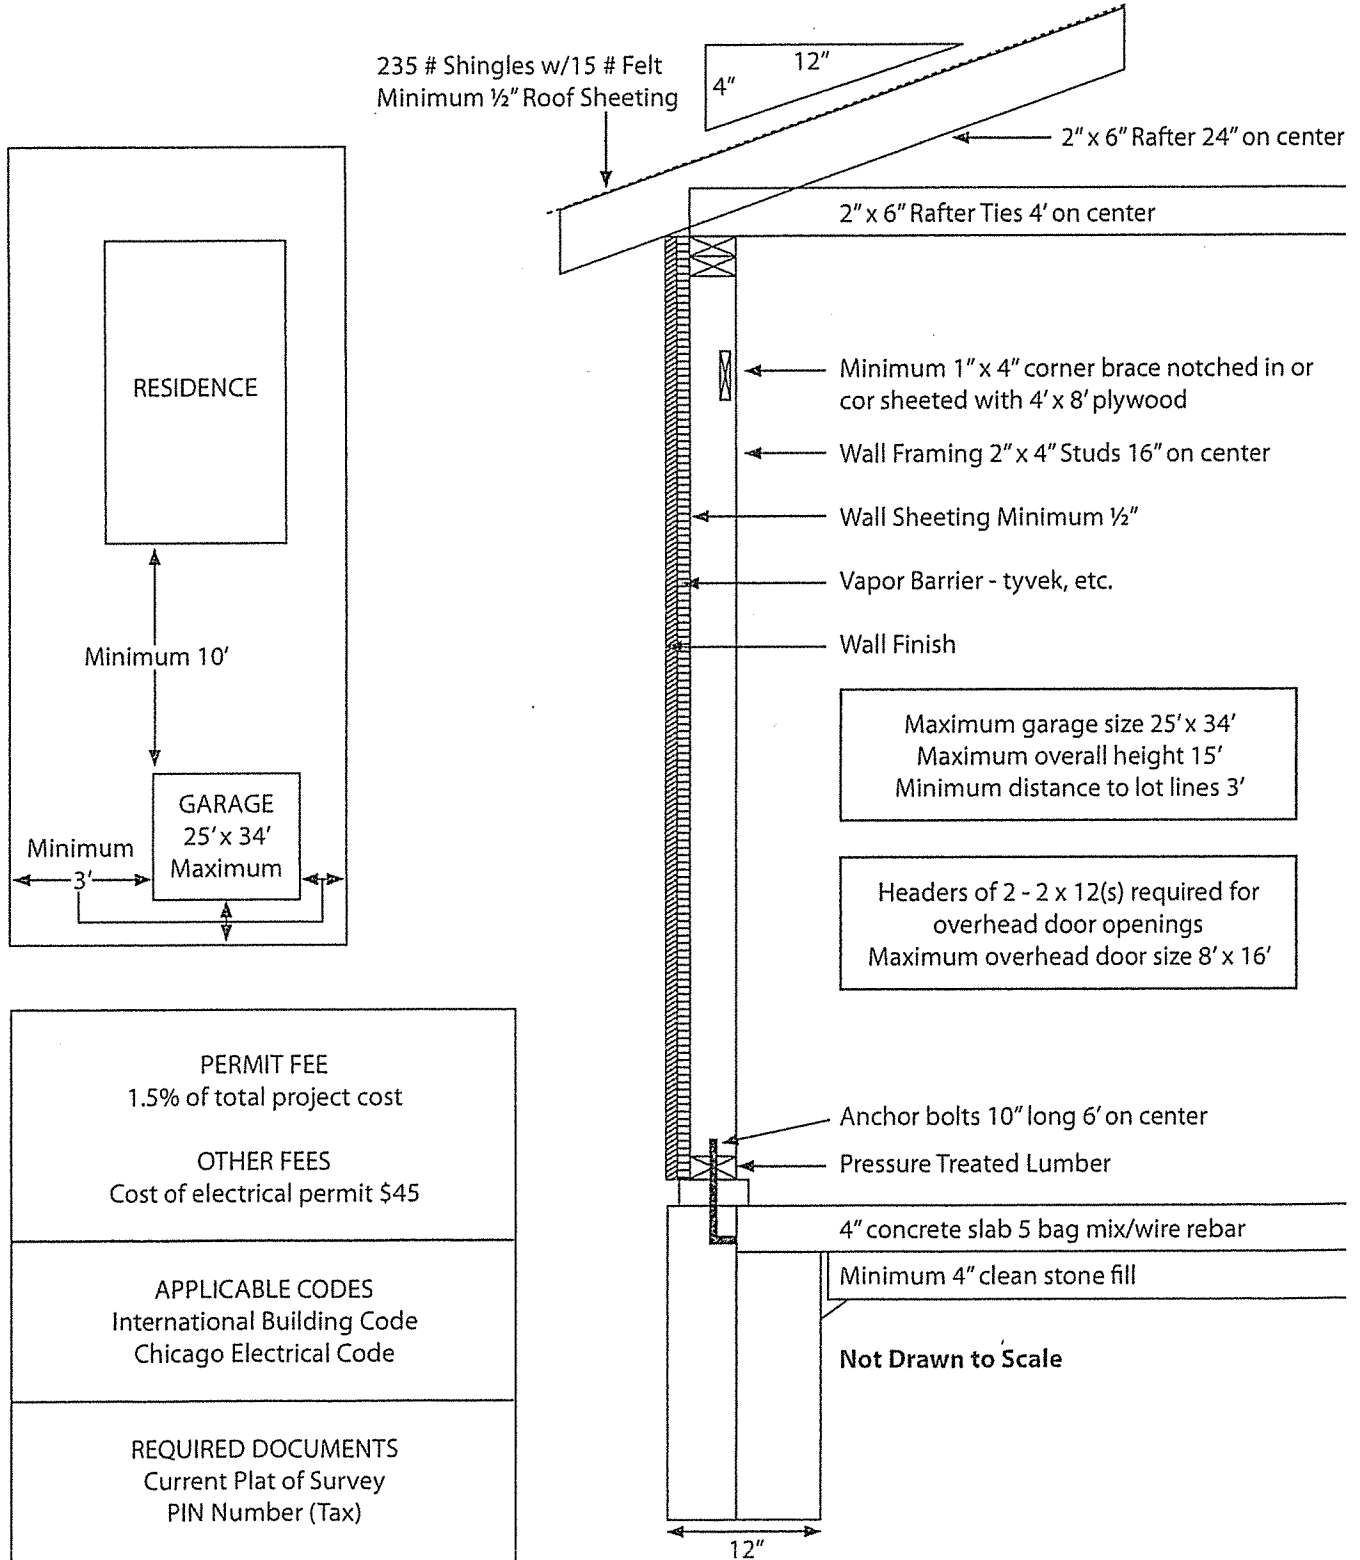 235 # Shingles w/15 # Felt
Minimum ½" Roof Sheeting
12"
4"
2" x 6" Rafter 24" on center
2" x 6" Rafter Ties 4' on center
RESIDENCE
Minimum 10'
GARAGE
25' x 34'
Maximum
Minimum
3'
Minimum 1" x 4" corner brace notched in or
cor sheeted with 4' x 8' plywood
Wall Framing 2" x 4" Studs 16" on center
Wall Sheeting Minimum ½"
Vapor Barrier - tyvek, etc.
Wall Finish
Maximum garage size 25' x 34'
Maximum overall height 15'
Minimum distance to lot lines 3'
Headers of 2 - 2 x 12(s) required for
overhead door openings
Maximum overhead door size 8' x 16'
PERMIT FEE
1.5% of total project cost
OTHER FEES
Cost of electrical permit $45
APPLICABLE CODES
International Building Code
Chicago Electrical Code
REQUIRED DOCUMENTS
Current Plat of Survey
PIN Number (Tax)
Anchor bolts 10" long 6' on center
Pressure Treated Lumber
4" concrete slab 5 bag mix/wire rebar
Minimum 4" clean stone fill
Not Drawn to Scale
12"